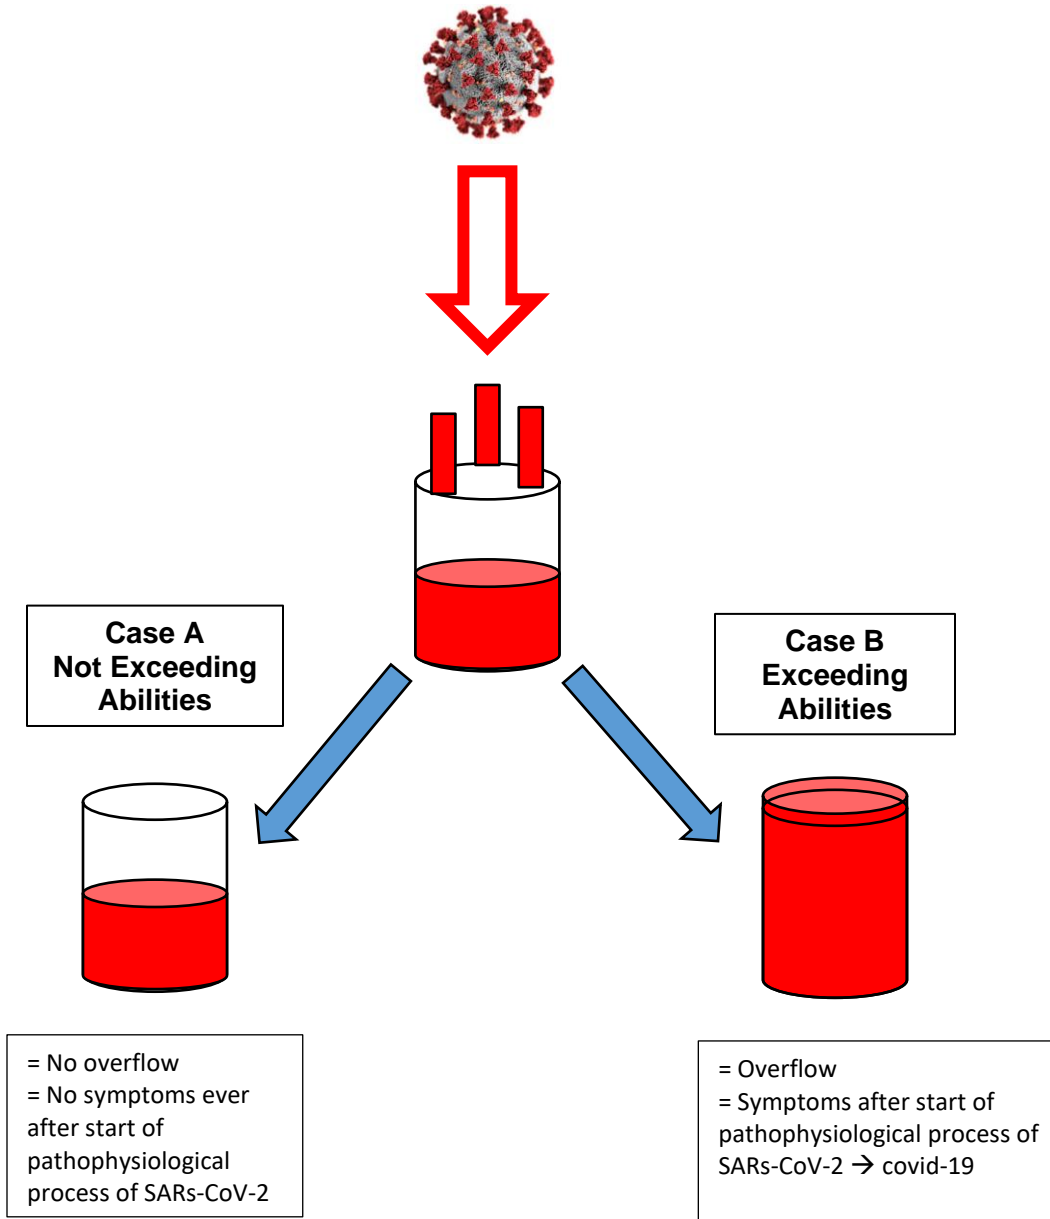 Case A
Not Exceeding
Abilities
Case B
Exceeding
Abilities
= No overflow
= No symptoms ever
after start of
pathophysiological
process of SARs-CoV-2
= Overflow
= Symptoms after start of
pathophysiological process of
SARs-CoV-2 → covid-19